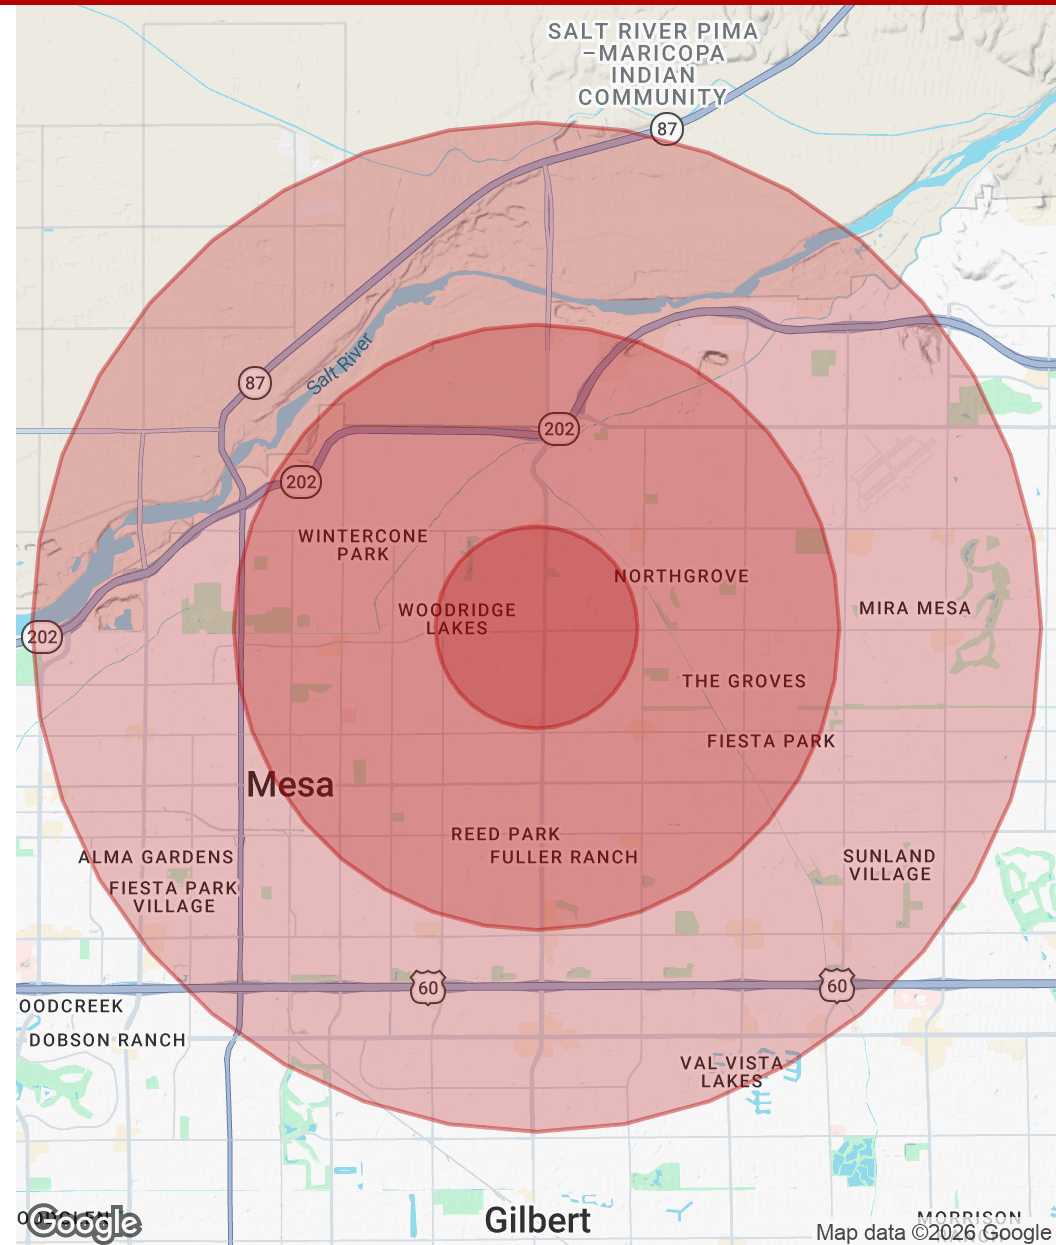 SALT RIVER PIMA
–MARICOPA
INDIAN
COMMUNITY
87
87
Salt River
202
202
WINTERCONE
PARK
NORTHGROVE
WOODRIDGE
LAKES
MIRA MESA
202
THE GROVES
FIESTA PARK
Mesa
REED PARK
FULLER RANCH
ALMA GARDENS
SUNLAND
VILLAGE
FIESTA PARK
VILLAGE
60
60
OODCREEK
DOBSON RANCH
VAL VISTA
LAKES
Gilbert
Google
MORRISON
Map data ©2026 Google